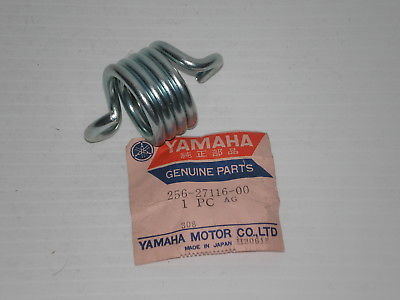 YAMAHA
純正部品
GENUINE PARTS
256-27116-00
1 PC AG
YAMAHA MOTOR CO.,LTD
MADE IN JAPAN